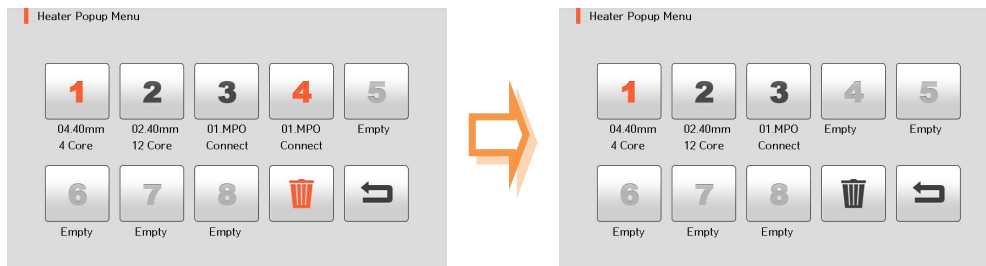 Heater Popup Menu
1 2 3 4 5
04.40mm 02.40mm 01.MPO 01.MPO Empty
4 Core 12 Core Connect Connect
6 7 8
Empty Empty Empty
Heater Popup Menu
1 2 3 4 5
04.40mm 02.40mm 01.MPO Empty Empty
4 Core 12 Core Connect
6 7 8
Empty Empty Empty